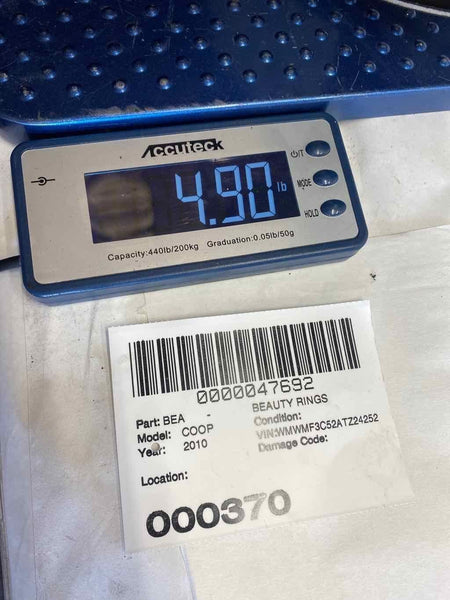 Accuteck
⏻/T
4.90 lb
MODE
HOLD
Capacity:440lb/200kg Graduation:0.05lb/50g
0000047692
Part: BEA - BEAUTY RINGS
Model: COOP Condition:
Year: 2010 VIN:WMWMF3C52ATZ24252
Damage Code:
Location:
000370